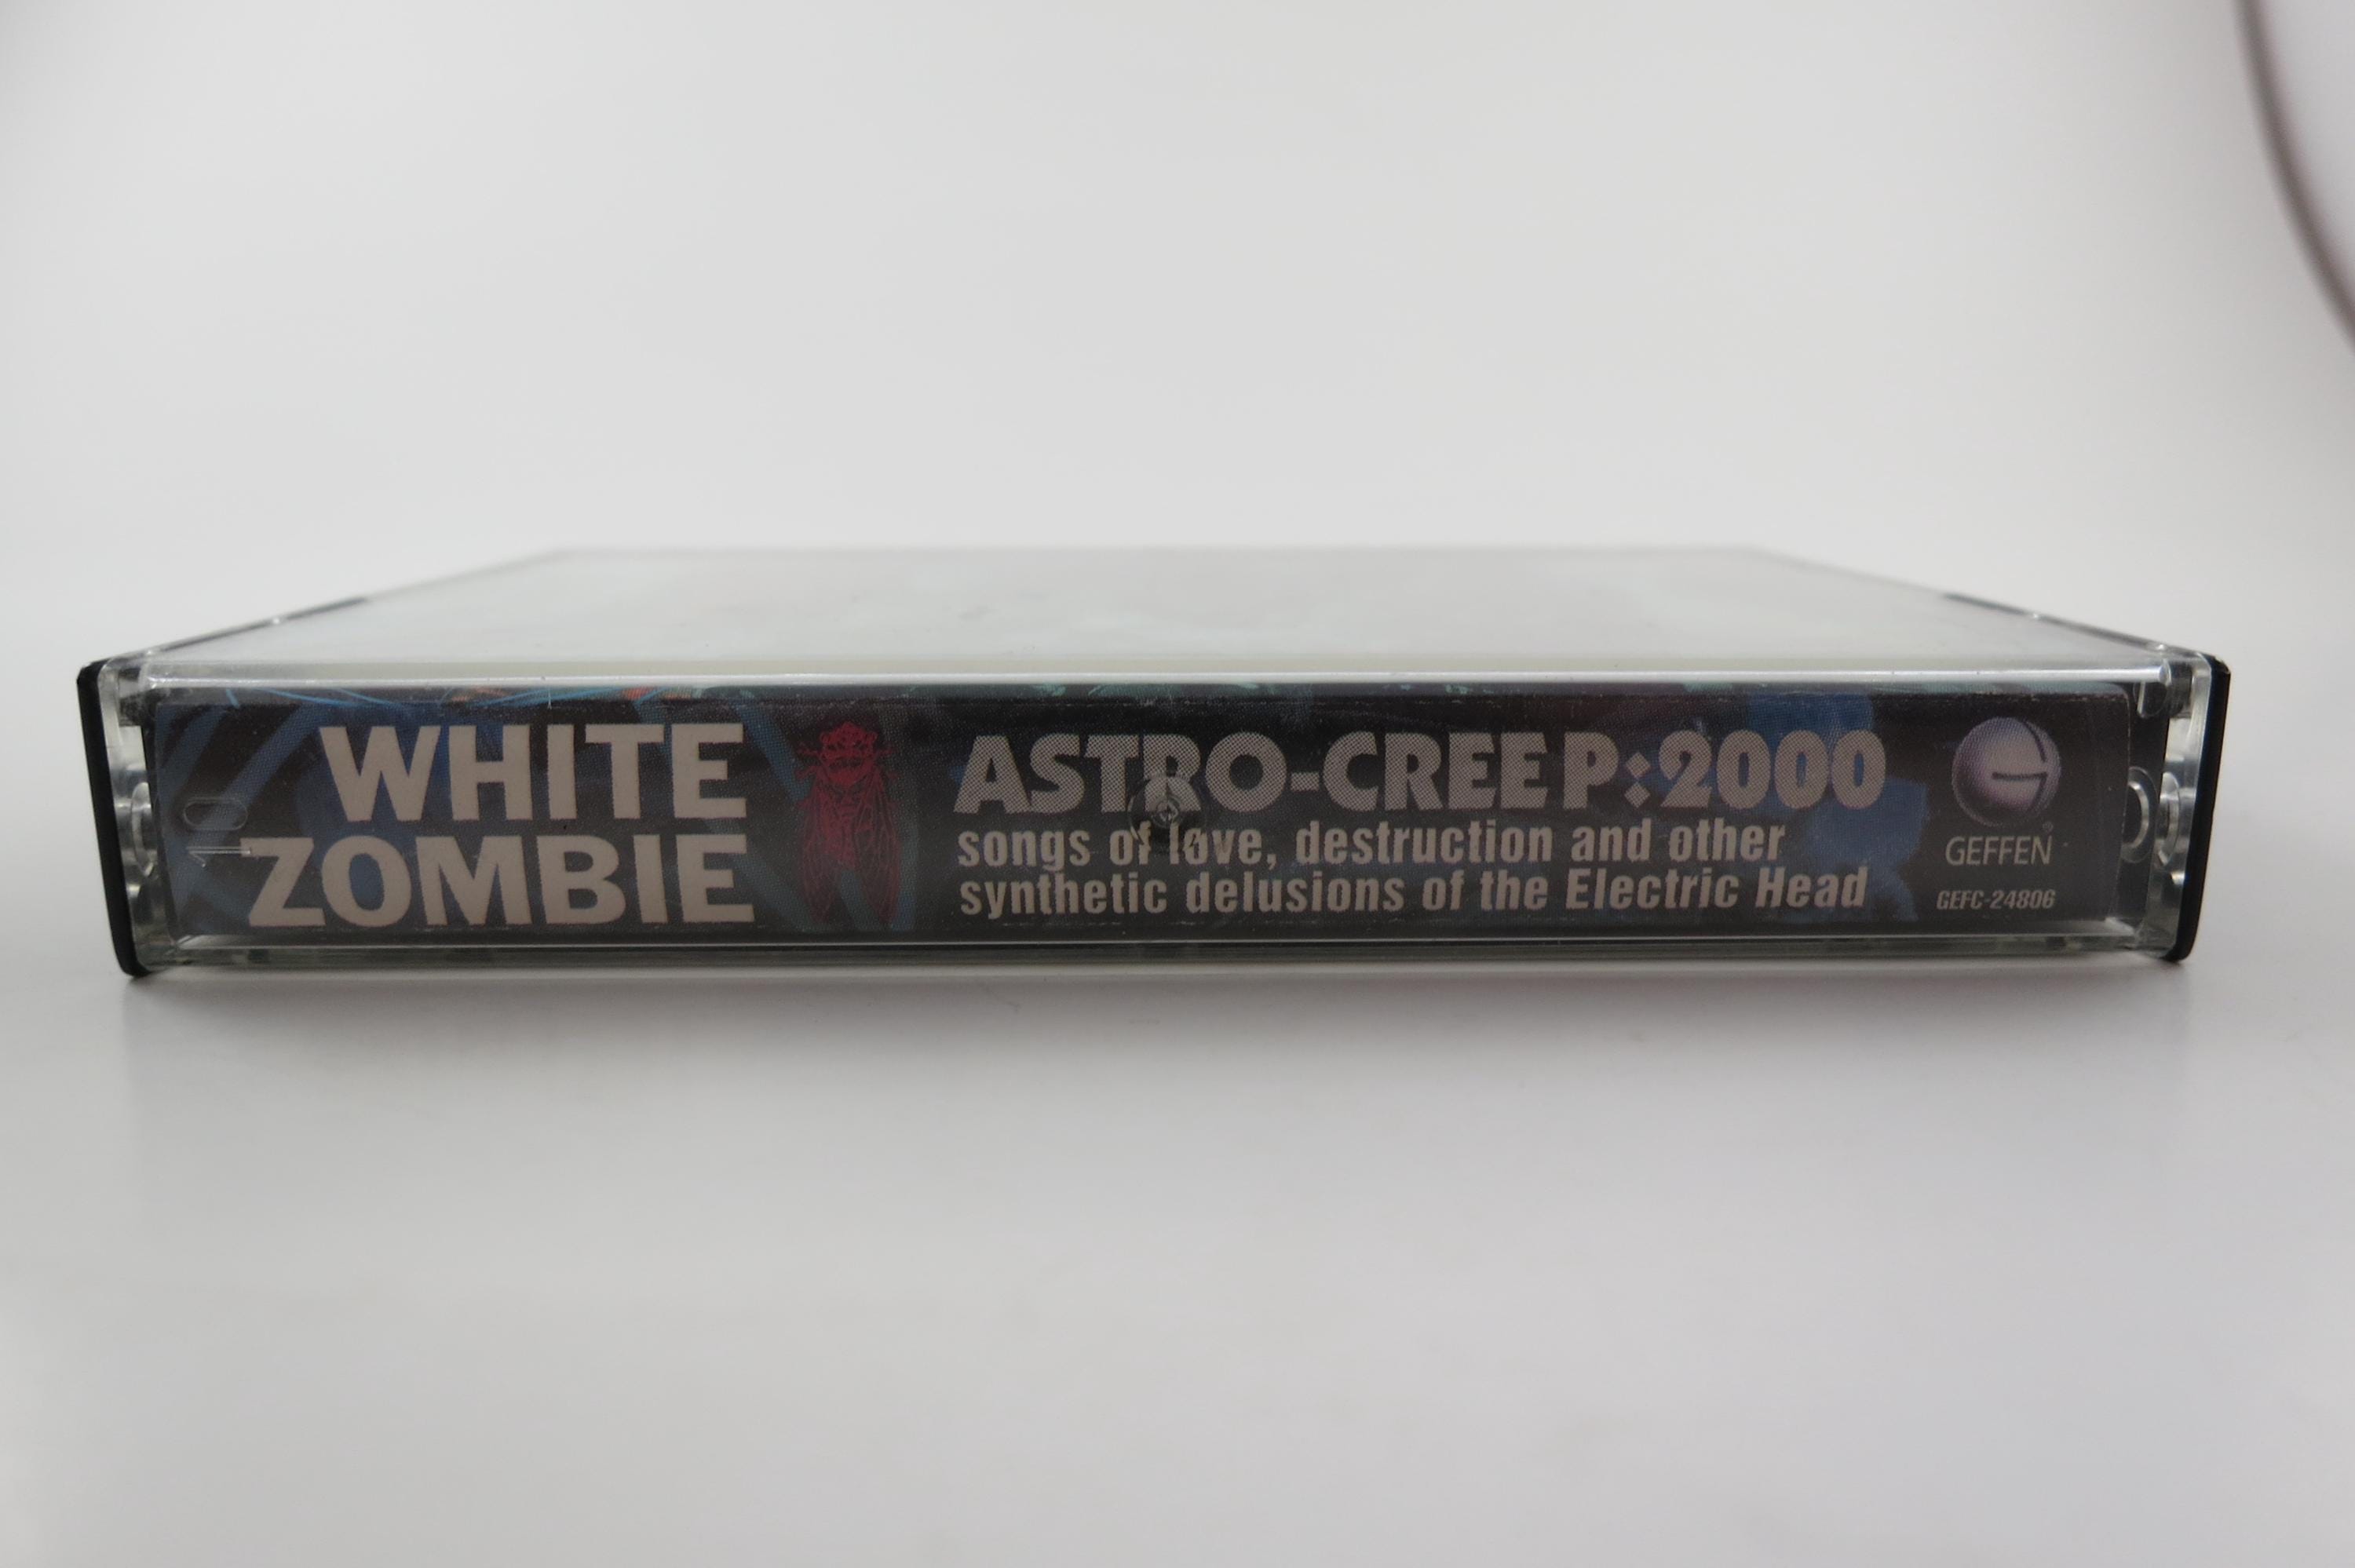 WHITE
ZOMBIE
ASTRO-CREEP:2000
songs of love, destruction and other
synthetic delusions of the Electric Head
G
GEFFEN®
GEFC-24806
10